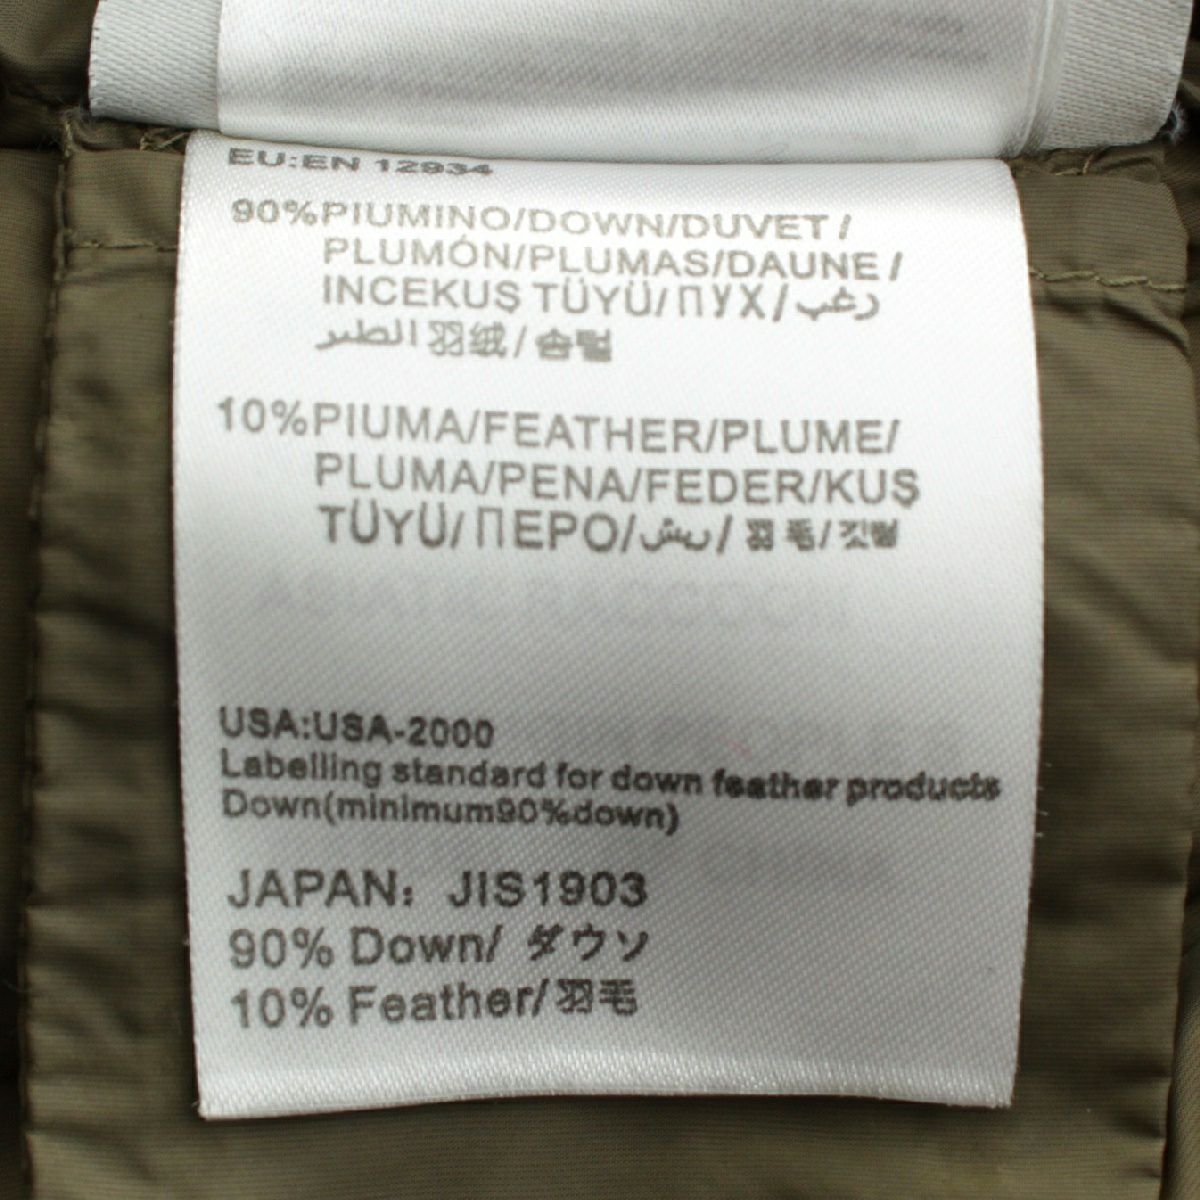 EU:EN 12934
90%PIUMINO/DOWN/DUVET/
PLUMÓN/PLUMAS/DAUNE/
INCEKUŞ TÜYÜ/ПУХ/زغب
الطير 羽绒/솜털
10%PIUMA/FEATHER/PLUME/
PLUMA/PENA/FEDER/KUŞ
TÜYÜ/ПЕРО/ريش/羽毛/깃털
USA:USA-2000
Labelling standard for down feather products
Down(minimum90%down)
JAPAN: JIS1903
90% Down/ ダウソ
10% Feather/羽毛